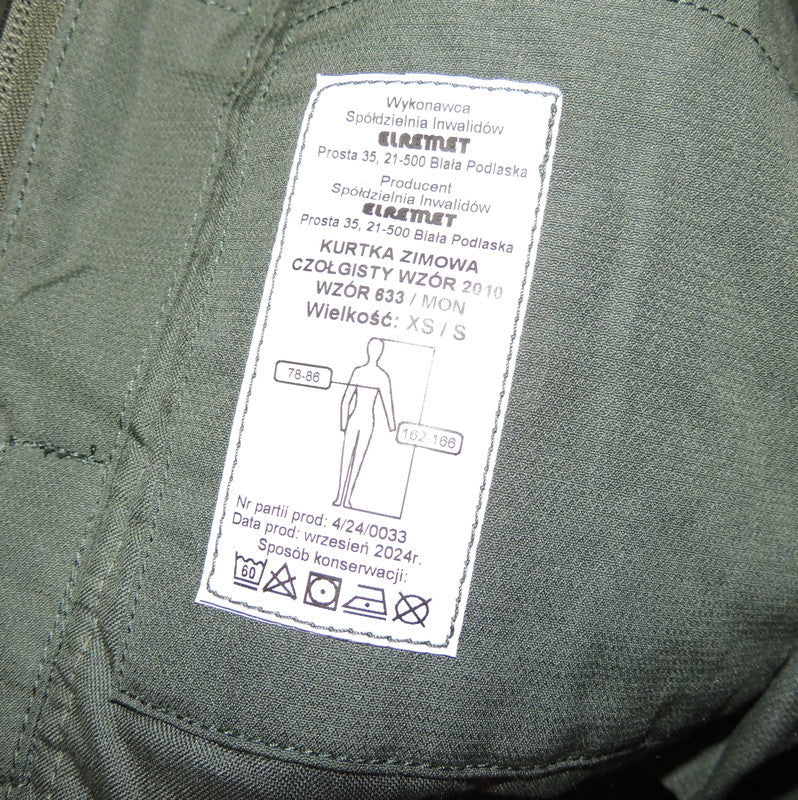 Wykonawca
Spółdzielnia Inwalidów
ELREMET
Prosta 35, 21-500 Biała Podlaska
Producent
Spółdzielnia Inwalidów
ELREMET
Prosta 35, 21-500 Biała Podlaska
KURTKA ZIMOWA
CZOŁGISTY WZÓR 2010
WZÓR 633 / MON
Wielkość: XS / S
78-86
162-166
Nr partii prod: 4/24/0033
Data prod: wrzesień 2024r.
Sposób konserwacji:
60